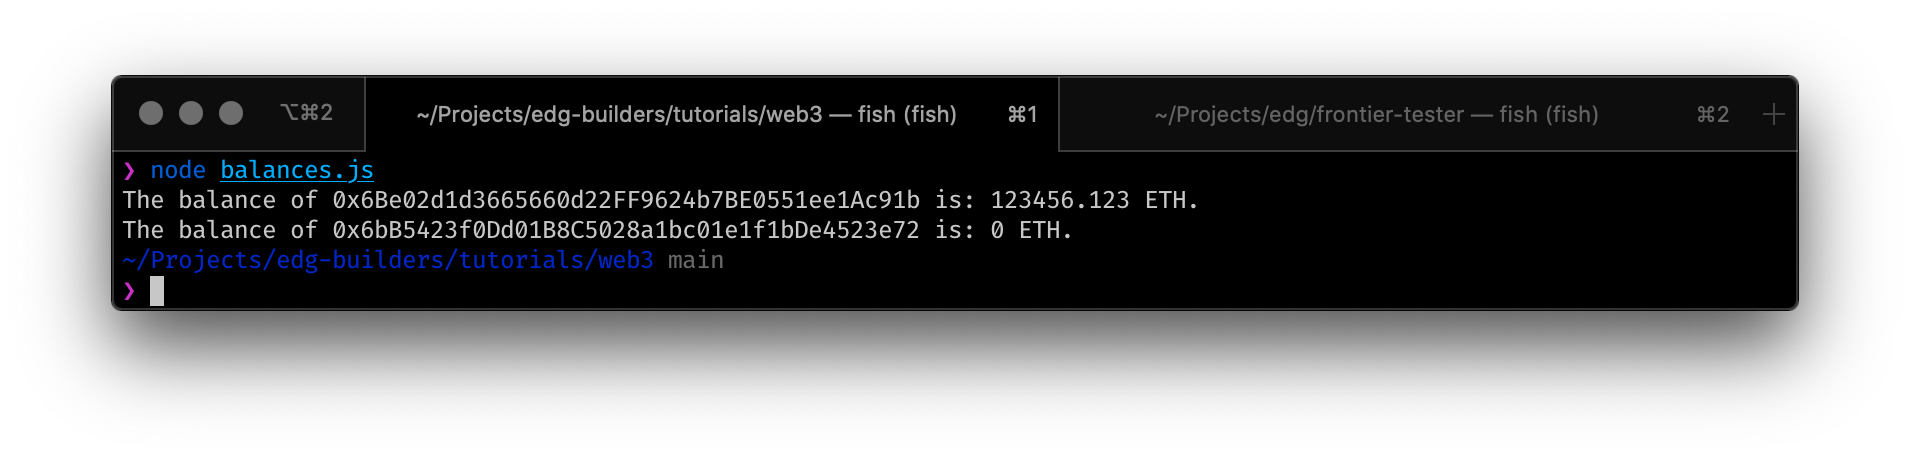 ⌥⌘2 ~/Projects/edg-builders/tutorials/web3 — fish (fish) ⌘1 ~/Projects/edg/frontier-tester — fish (fish) ⌘2 +
❯ node balances.js
The balance of 0x6Be02d1d3665660d22FF9624b7BE0551ee1Ac91b is: 123456.123 ETH.
The balance of 0x6bB5423f0Dd01B8C5028a1bc01e1f1bDe4523e72 is: 0 ETH.
~/Projects/edg-builders/tutorials/web3 main
❯